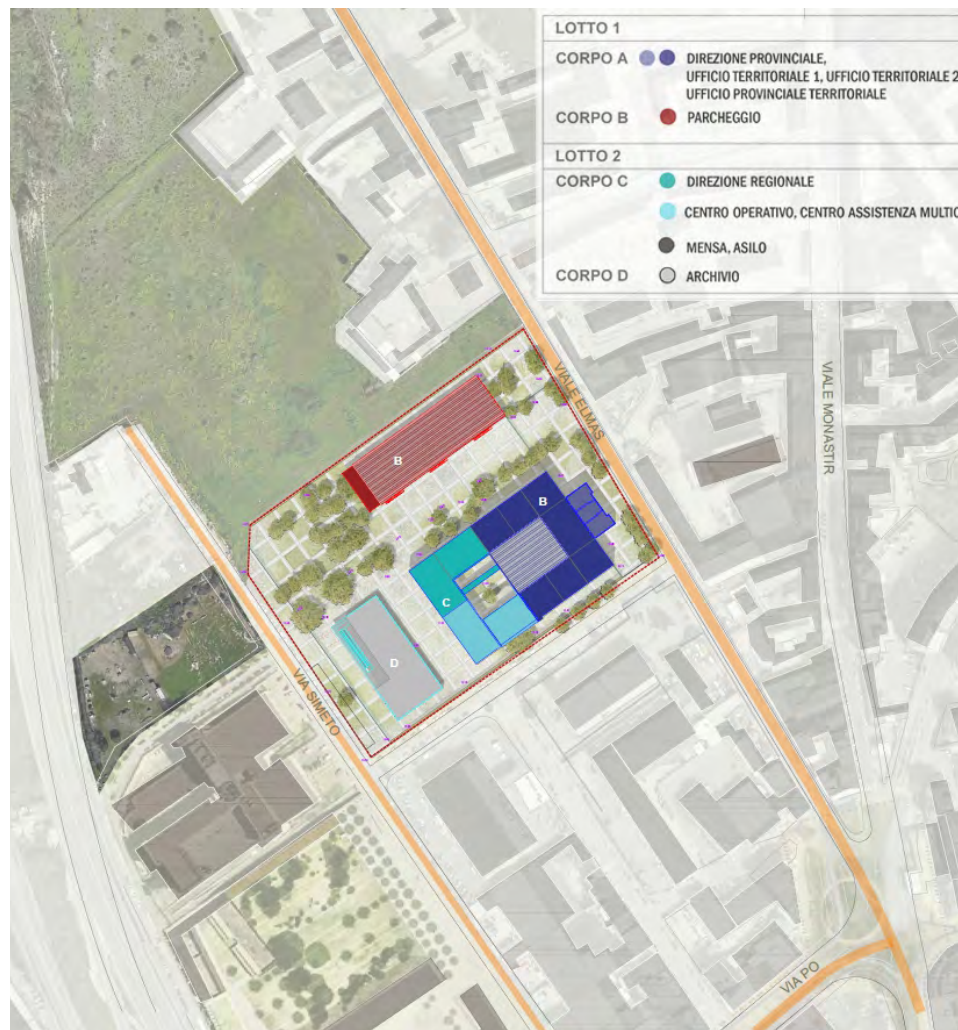 LOTTO 1
CORPO A DIREZIONE PROVINCIALE,
UFFICIO TERRITORIALE 1, UFFICIO TERRITORIALE 2
UFFICIO PROVINCIALE TERRITORIALE
CORPO B PARCHEGGIO
LOTTO 2
CORPO C DIREZIONE REGIONALE
CENTRO OPERATIVO, CENTRO ASSISTENZA MULTIC
MENSA, ASILO
CORPO D ARCHIVIO
VIALE ELMAS
VIALE MONASTIR
B
B
C
D
VIA SIMETO
VIA PO